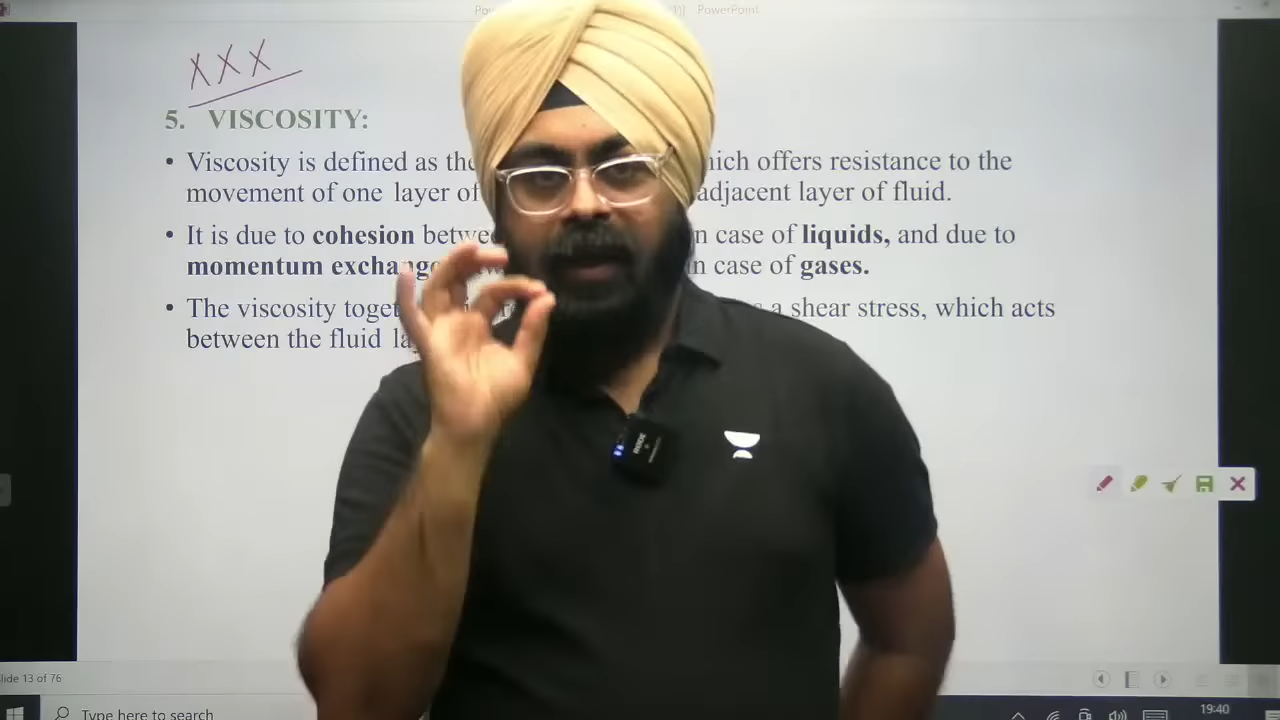 PowerPoint
XXX
5. VISCOSITY:
• Viscosity is defined as the hich offers resistance to the
movement of one layer of adjacent layer of fluid.
• It is due to cohesion betwe n case of liquids, and due to
momentum exchang n case of gases.
• The viscosity toget a shear stress, which acts
between the fluid la
lide 13 of 76
Type here to search
19:40